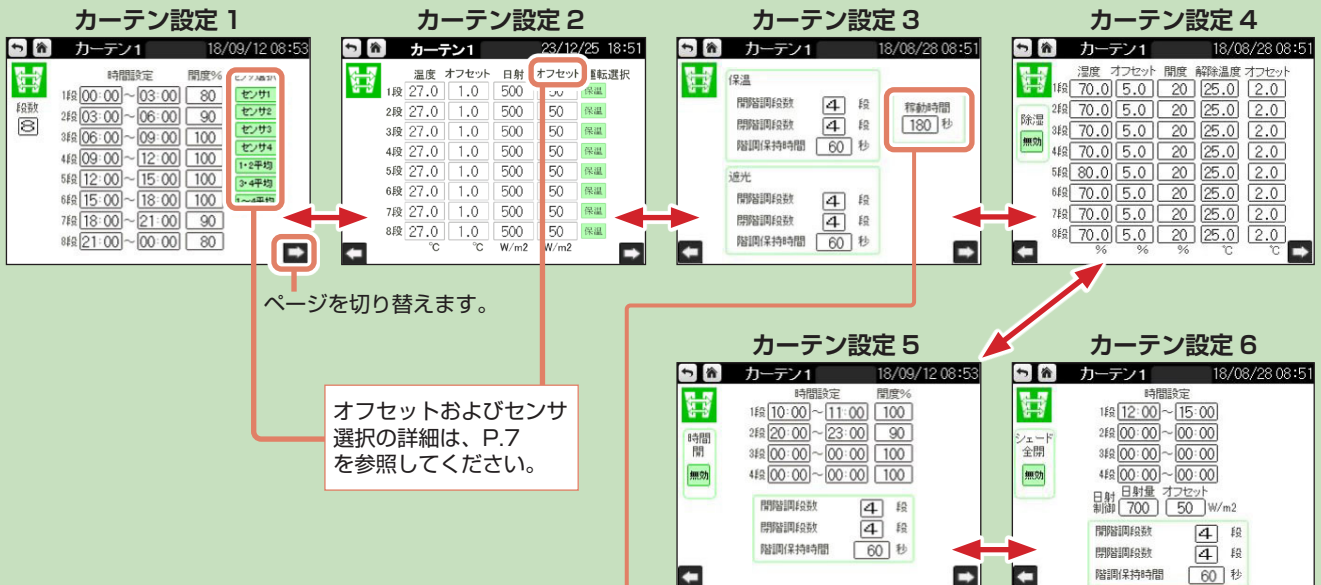 カーテン設定 1
カーテン1 18/09/12 08:53
時間設定 開度%
段数
8
1段 00:00 ～ 03:00 80
2段 03:00 ～ 06:00 90
3段 06:00 ～ 09:00 100
4段 09:00 ～ 12:00 100
5段 12:00 ～ 15:00 100
6段 15:00 ～ 18:00 100
7段 18:00 ～ 21:00 90
8段 21:00 ～ 00:00 80
センサ1
センサ2
センサ3
センサ4
1・2平均
3・4平均
1～4平均
ページを切り替えます。
カーテン設定 2
カーテン1 23/12/25 18:51
温度 オフセット 日射 オフセット 運転選択
1段 27.0 1.0 500 50 保温
2段 27.0 1.0 500 50 保温
3段 27.0 1.0 500 50 保温
4段 27.0 1.0 500 50 保温
5段 27.0 1.0 500 50 保温
6段 27.0 1.0 500 50 保温
7段 27.0 1.0 500 50 保温
8段 27.0 1.0 500 50 保温
℃ ℃ W/m2 W/m2
オフセットおよびセンサ
選択の詳細は、P.7
を参照してください。
カーテン設定 3
カーテン1 18/08/28 08:51
保温
開階調段数 4 段
閉階調段数 4 段
階調保持時間 60 秒
移動時間
180 秒
遮光
開階調段数 4 段
閉階調段数 4 段
階調保持時間 60 秒
カーテン設定 4
カーテン1 18/08/28 08:51
湿度 オフセット 開度 解除温度 オフセット
除湿
無効
1段 70.0 5.0 20 25.0 2.0
2段 70.0 5.0 20 25.0 2.0
3段 70.0 5.0 20 25.0 2.0
4段 70.0 5.0 20 25.0 2.0
5段 80.0 5.0 20 25.0 2.0
6段 70.0 5.0 20 25.0 2.0
7段 70.0 5.0 20 25.0 2.0
8段 70.0 5.0 20 25.0 2.0
% % % ℃ ℃
カーテン設定 5
カーテン1 18/09/12 08:53
時間設定 開度%
時間
開
無効
1段 10:00 ～ 11:00 100
2段 20:00 ～ 23:00 90
3段 00:00 ～ 00:00 100
4段 00:00 ～ 00:00 100
開階調段数 4 段
閉階調段数 4 段
階調保持時間 60 秒
カーテン設定 6
カーテン1 18/08/28 08:51
時間設定
シェード
全閉
無効
1段 12:00 ～ 15:00
2段 00:00 ～ 00:00
3段 00:00 ～ 00:00
4段 00:00 ～ 00:00
日射量 オフセット
日射制御 700 50 W/m2
開階調段数 4 段
閉階調段数 4 段
階調保持時間 60 秒